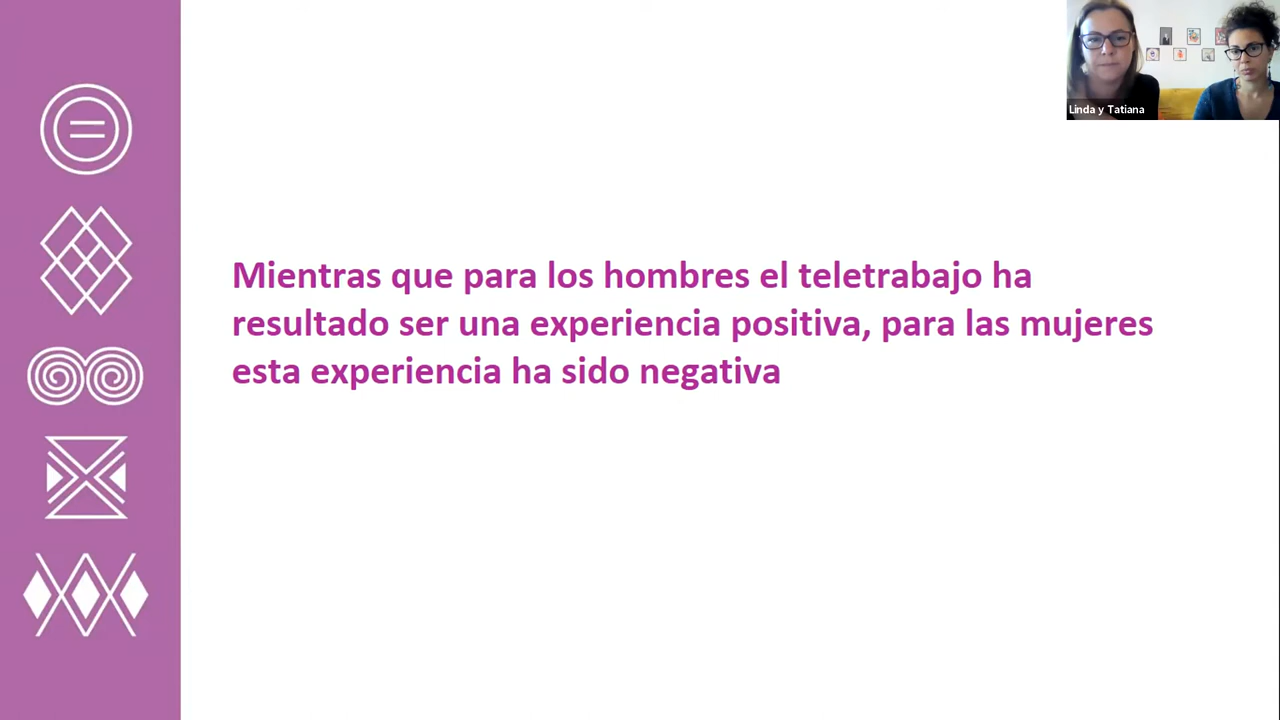 Linda y Tatiana
Mientras que para los hombres el teletrabajo ha
resultado ser una experiencia positiva, para las mujeres
esta experiencia ha sido negativa